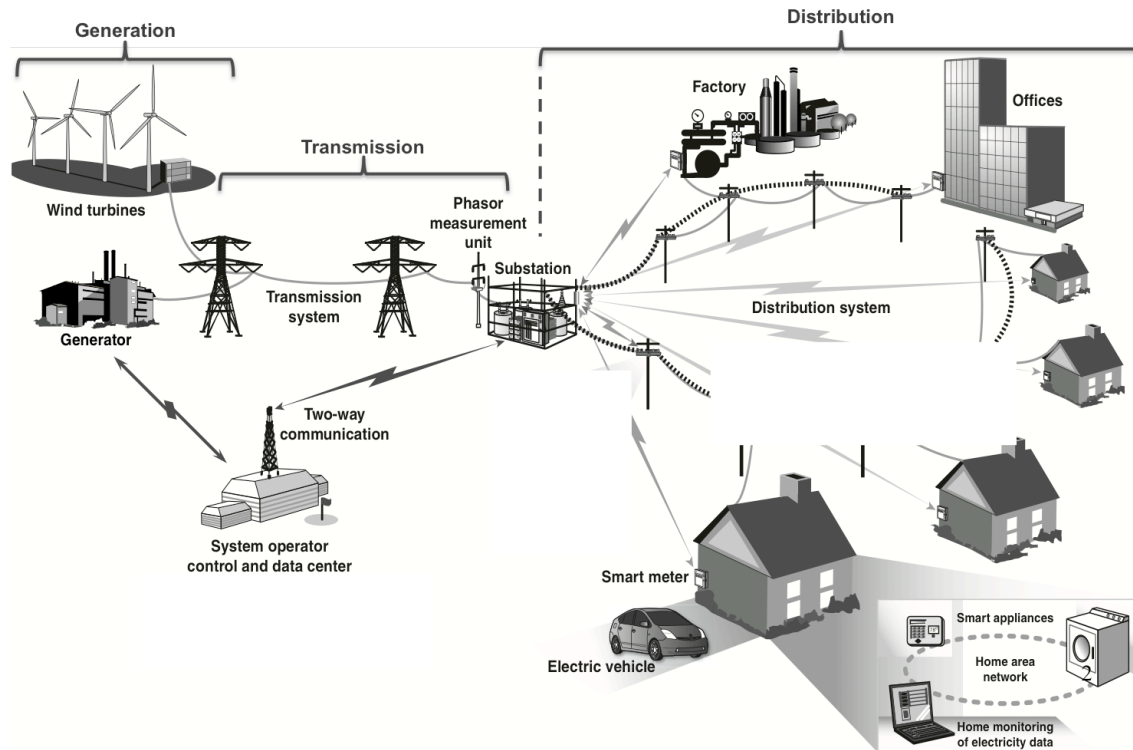 Generation
Distribution
Transmission
Factory
Offices
Wind turbines
Phasor
measurement
unit
Substation
Transmission
system
Distribution system
Generator
Two-way
communication
System operator
control and data center
Smart meter
Electric vehicle
Smart appliances
Home area
network
2
Home monitoring
of electricity data